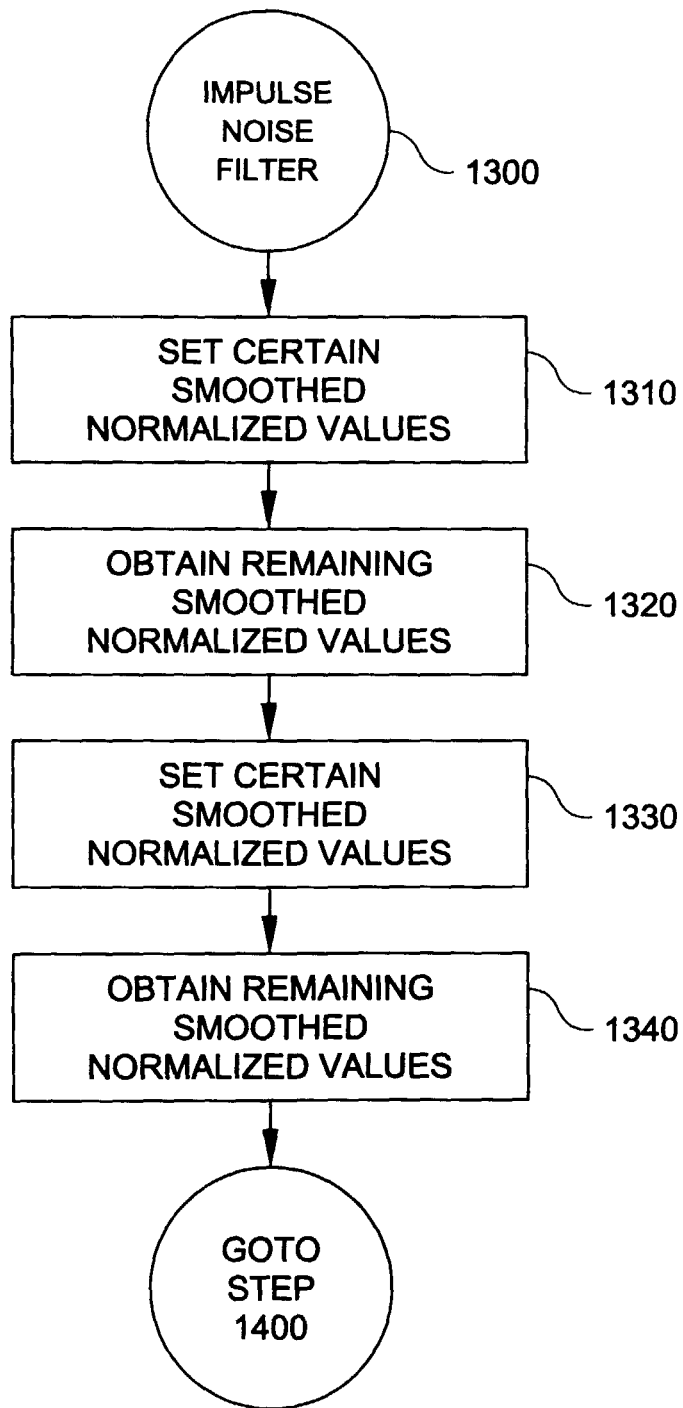 IMPULSE
NOISE
FILTER
1300
SET CERTAIN
SMOOTHED
NORMALIZED VALUES
1310
OBTAIN REMAINING
SMOOTHED
NORMALIZED VALUES
1320
SET CERTAIN
SMOOTHED
NORMALIZED VALUES
1330
OBTAIN REMAINING
SMOOTHED
NORMALIZED VALUES
1340
GOTO
STEP
1400